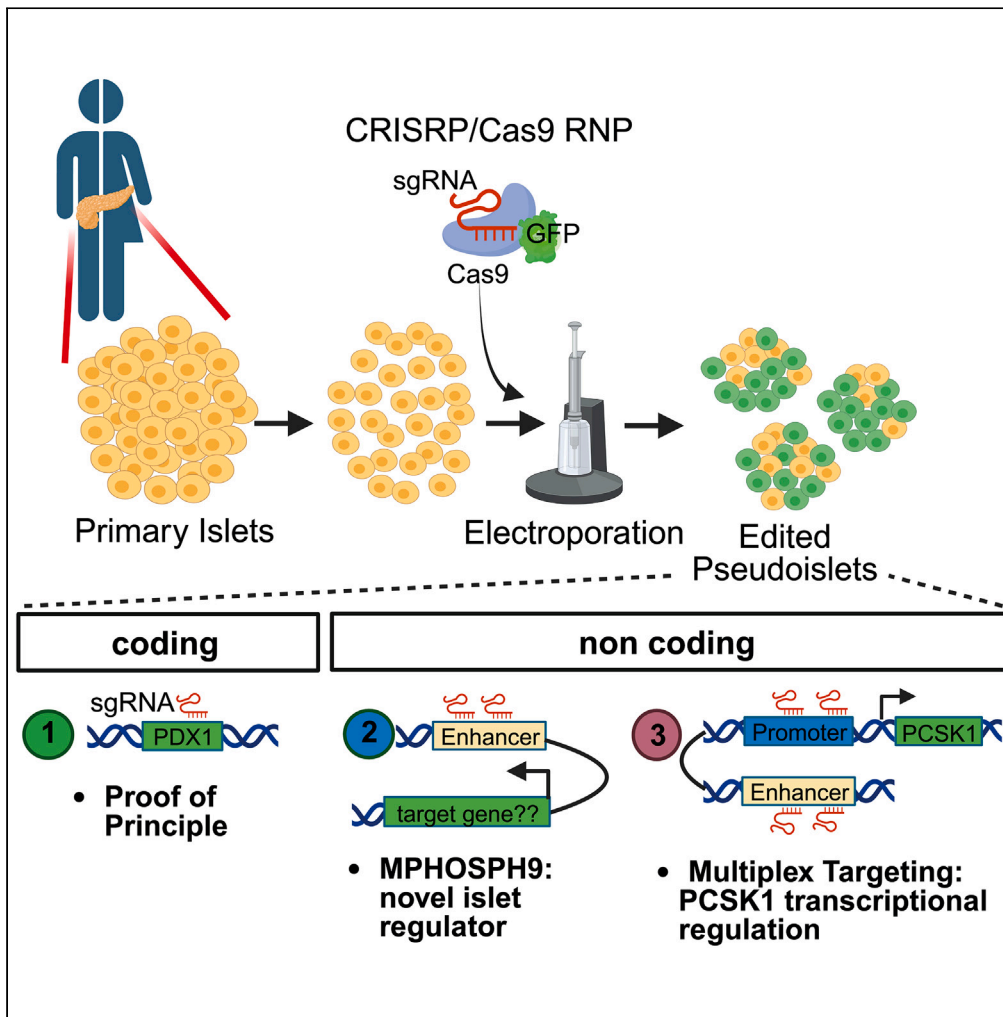 CRISRP/Cas9 RNP
sgRNA
GFP
Cas9
Primary Islets
Electroporation
Edited
Pseudoislets
coding
non coding
1
sgRNA
PDX1
• Proof of
Principle
2
Enhancer
target gene??
• MPHOSPH9:
novel islet
regulator
3
Promoter
PCSK1
Enhancer
• Multiplex Targeting:
PCSK1 transcriptional
regulation